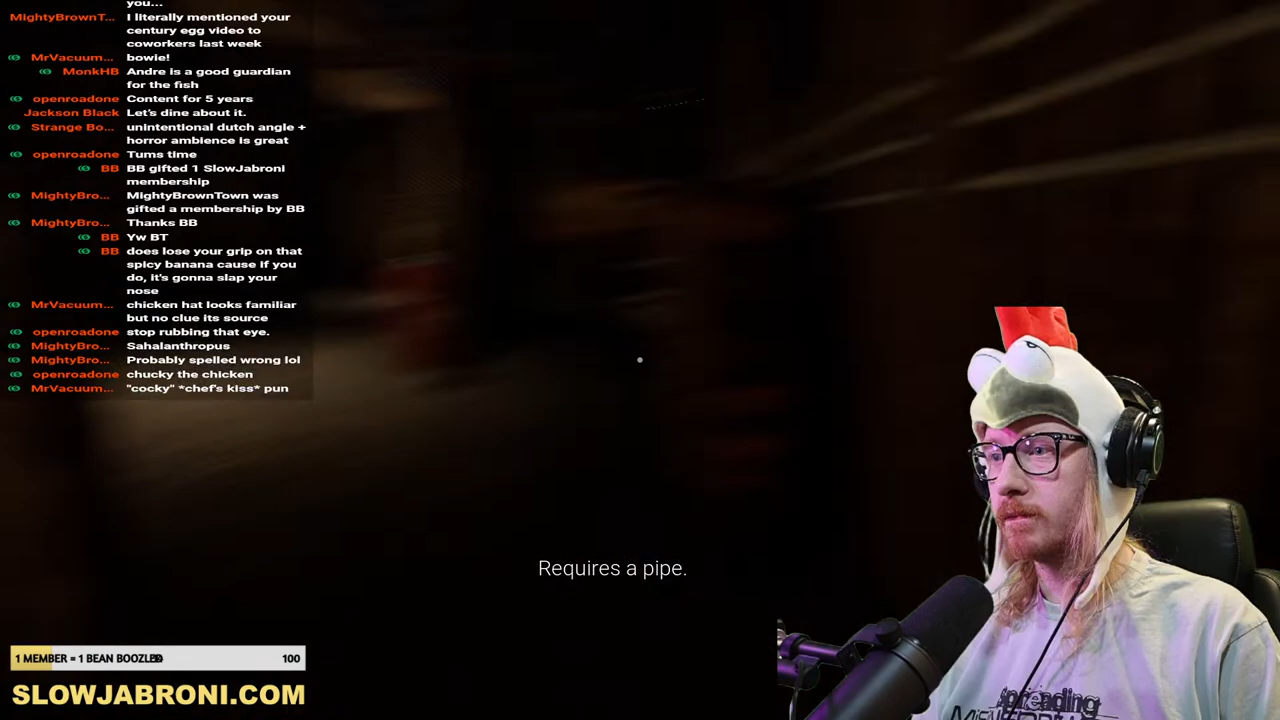 you...
MightyBrownT... I literally mentioned your
century egg video to
coworkers last week
MrVacuum... bowie!
MonkHB Andre is a good guardian
for the fish
openroadone Content for 5 years
Jackson Black Let's dine about it.
Strange Bo... unintentional dutch angle +
horror ambience is great
openroadone Tums time
BB BB gifted 1 SlowJabroni
membership
MightyBro... MightyBrownTown was
gifted a membership by BB
MightyBro... Thanks BB
BB Yw BT
BB does lose your grip on that
spicy banana cause if you
do, it's gonna slap your
nose
MrVacuum... chicken hat looks familiar
but no clue its source
openroadone stop rubbing that eye.
MightyBro... Sahalanthropus
MightyBro... Probably spelled wrong lol
openroadone chucky the chicken
MrVacuum... "cocky" *chef's kiss* pun
Requires a pipe.
1 MEMBER = 1 BEAN BOOZLED 100
SLOWJABRONI.COM
spreading